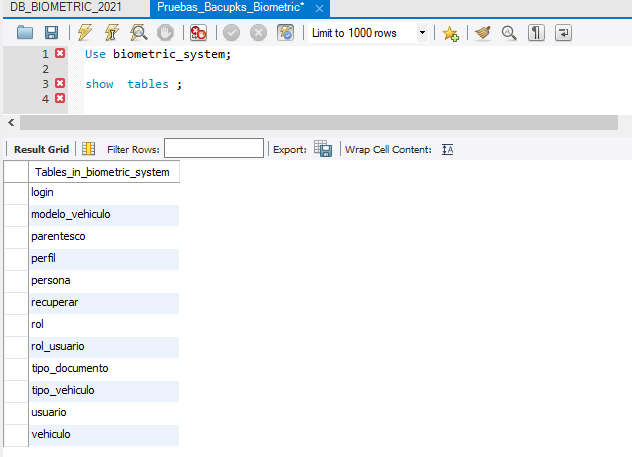 DB_BIOMETRIC_2021 Pruebas_Bacupks_Biometric* ×
Limit to 1000 rows
1 Use biometric_system;
2
3 show tables ;
4
Result Grid Filter Rows: Export: Wrap Cell Content: IA
Tables_in_biometric_system
login
modelo_vehiculo
parentesco
perfil
persona
recuperar
rol
rol_usuario
tipo_documento
tipo_vehiculo
usuario
vehiculo